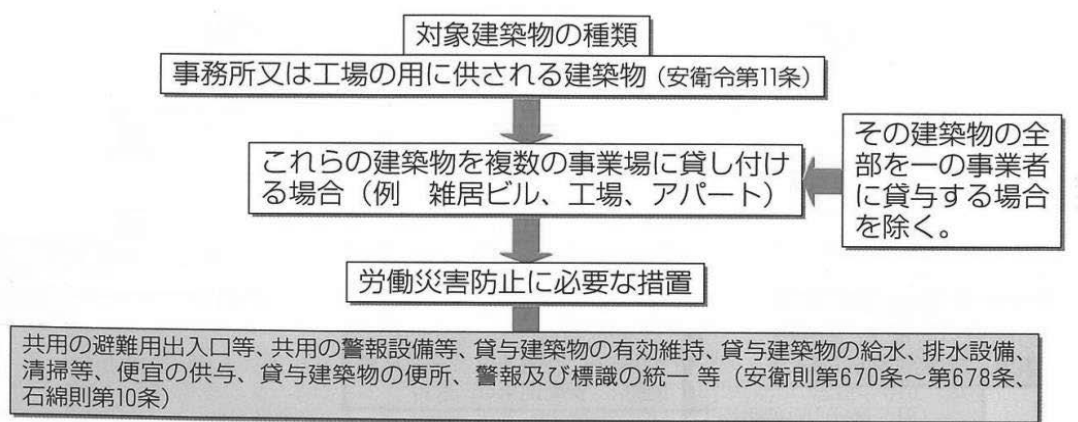 対象建築物の種類
事務所又は工場の用に供される建築物（安衛令第11条）
これらの建築物を複数の事業場に貸し付け
る場合（例　雑居ビル、工場、アパート）
その建築物の全
部を一の事業者
に貸与する場合
を除く。
労働災害防止に必要な措置
共用の避難用出入口等、共用の警報設備等、貸与建築物の有効維持、貸与建築物の給水、排水設備、
清掃等、便宜の供与、貸与建築物の便所、警報及び標識の統一 等（安衛則第670条～第678条、
石綿則第10条）